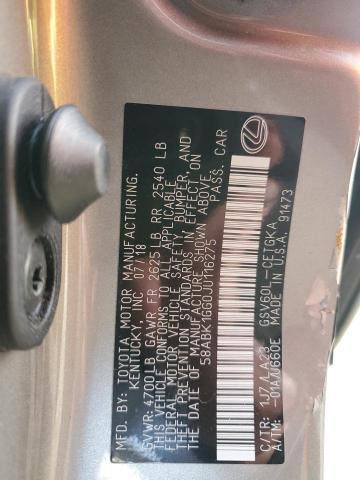 MFD. BY: TOYOTA MOTOR MANUFACTURING,
KENTUCKY, INC. 07/18
GVWR: 4700LB GAWR FR 2625 LB RR 2540 LB
THIS VEHICLE CONFORMS TO ALL APPLICABLE
FEDERAL MOTOR VEHICLE SAFETY, BUMPER, AND
THEFT PREVENTION STANDARDS IN EFFECT ON
THE DATE OF MANUFACTURE SHOWN ABOVE.
58ABK1GG0JU116275 PASS. CAR
C/TR: 1J7/LA23 GSV60L-CETGKA
A/TM: -01A/U660E MADE IN U.S.A. 91473